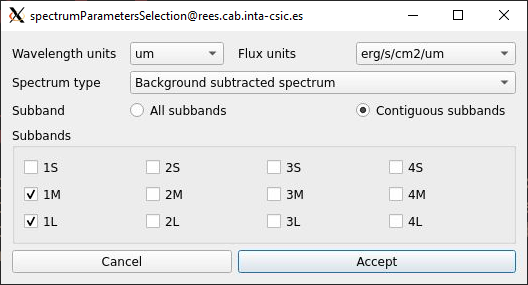 spectrumParametersSelection@rees.cab.inta-csic.es
Wavelength units um Flux units erg/s/cm2/um
Spectrum type Background subtracted spectrum
Subband All subbands Contiguous subbands
Subbands
1S 2S 3S 4S
1M 2M 3M 4M
1L 2L 3L 4L
Cancel Accept